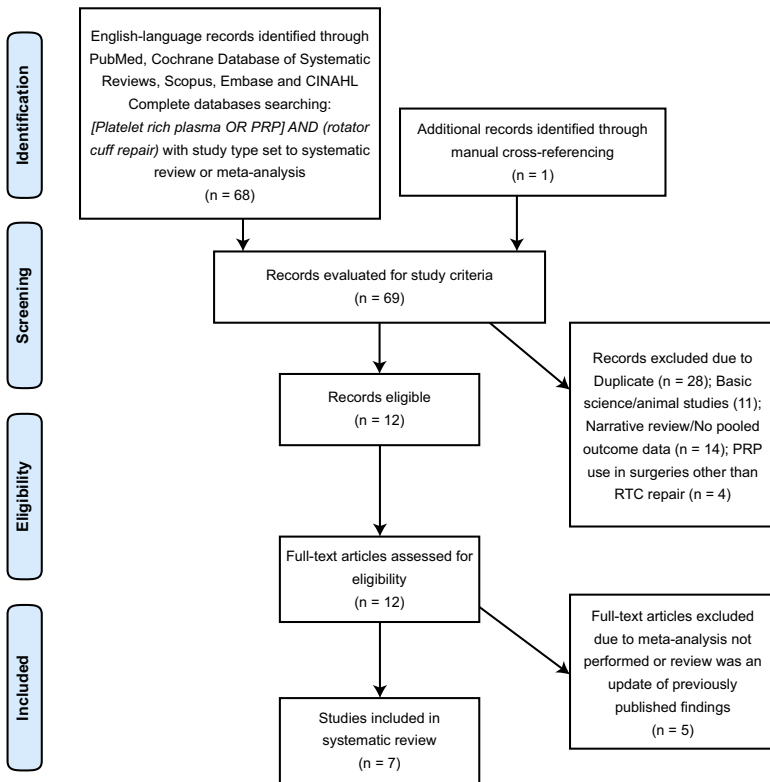 Identification
English-language records identified through
PubMed, Cochrane Database of Systematic
Reviews, Scopus, Embase and CINAHL
Complete databases searching:
[Platelet rich plasma OR PRP] AND (rotator
cuff repair) with study type set to systematic
review or meta-analysis
(n = 68)
Additional records identified through
manual cross-referencing
(n = 1)
Screening
Records evaluated for study criteria
(n = 69)
Records excluded due to
Duplicate (n = 28); Basic
science/animal studies (11);
Narrative review/No pooled
outcome data (n = 14); PRP
use in surgeries other than
RTC repair (n = 4)
Records eligible
(n = 12)
Eligibility
Full-text articles assessed for
eligibility
(n = 12)
Full-text articles excluded
due to meta-analysis not
performed or review was an
update of previously
published findings
(n = 5)
Included
Studies included in
systematic review
(n = 7)